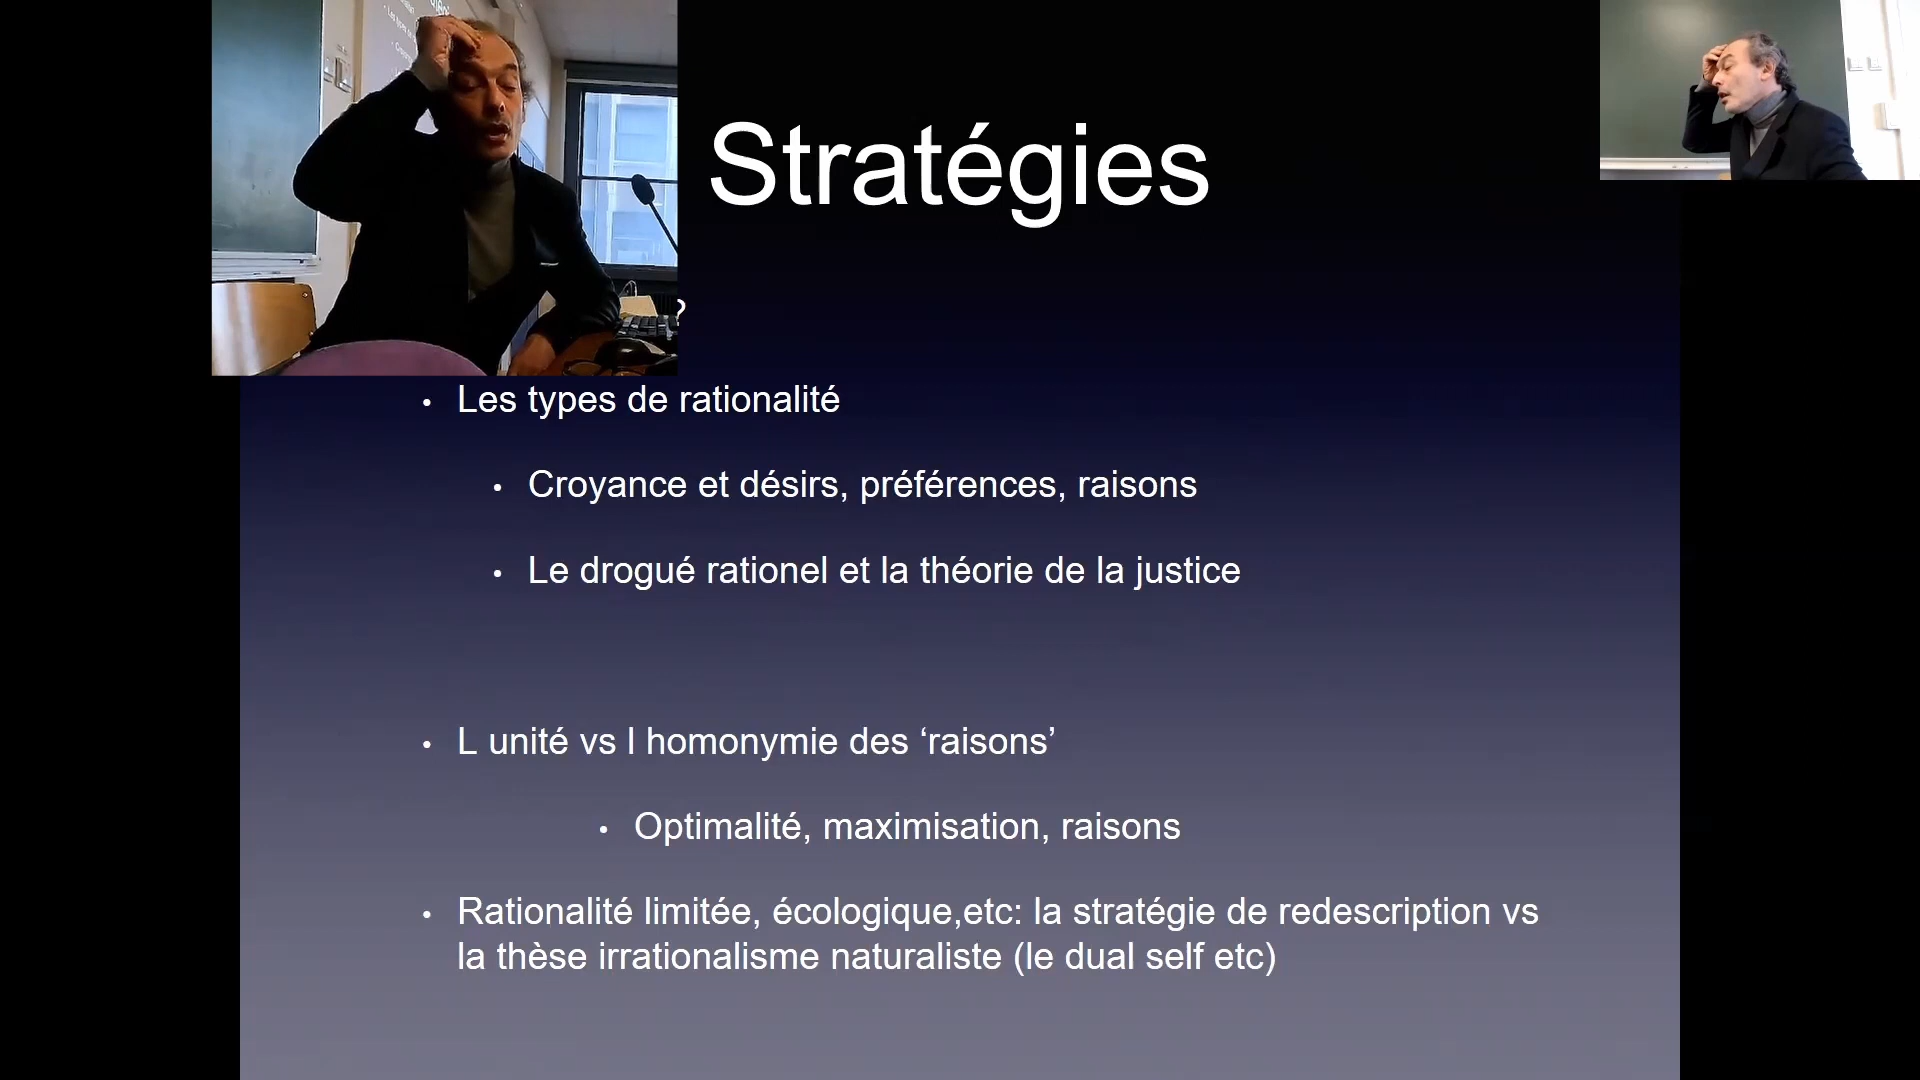 Stratégies
?
• Les types de rationalité
• Croyance et désirs, préférences, raisons
• Le drogué rationel et la théorie de la justice
• L unité vs l homonymie des ‘raisons’
• Optimalité, maximisation, raisons
• Rationalité limitée, écologique,etc: la stratégie de redescription vs
la thèse irrationalisme naturaliste (le dual self etc)